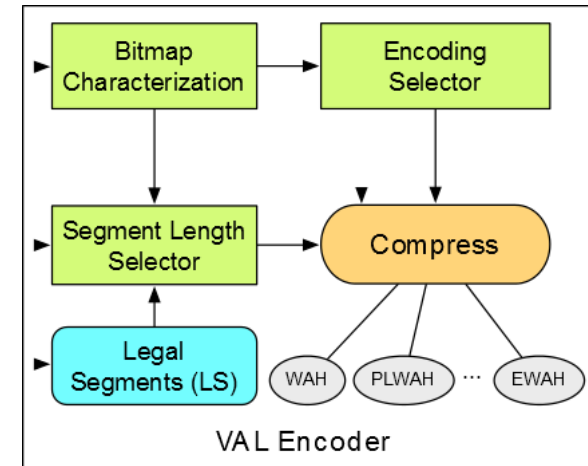 Bitmap
Characterization
Encoding
Selector
Segment Length
Selector
Compress
Legal
Segments (LS)
WAH
PLWAH
...
EWAH
VAL Encoder